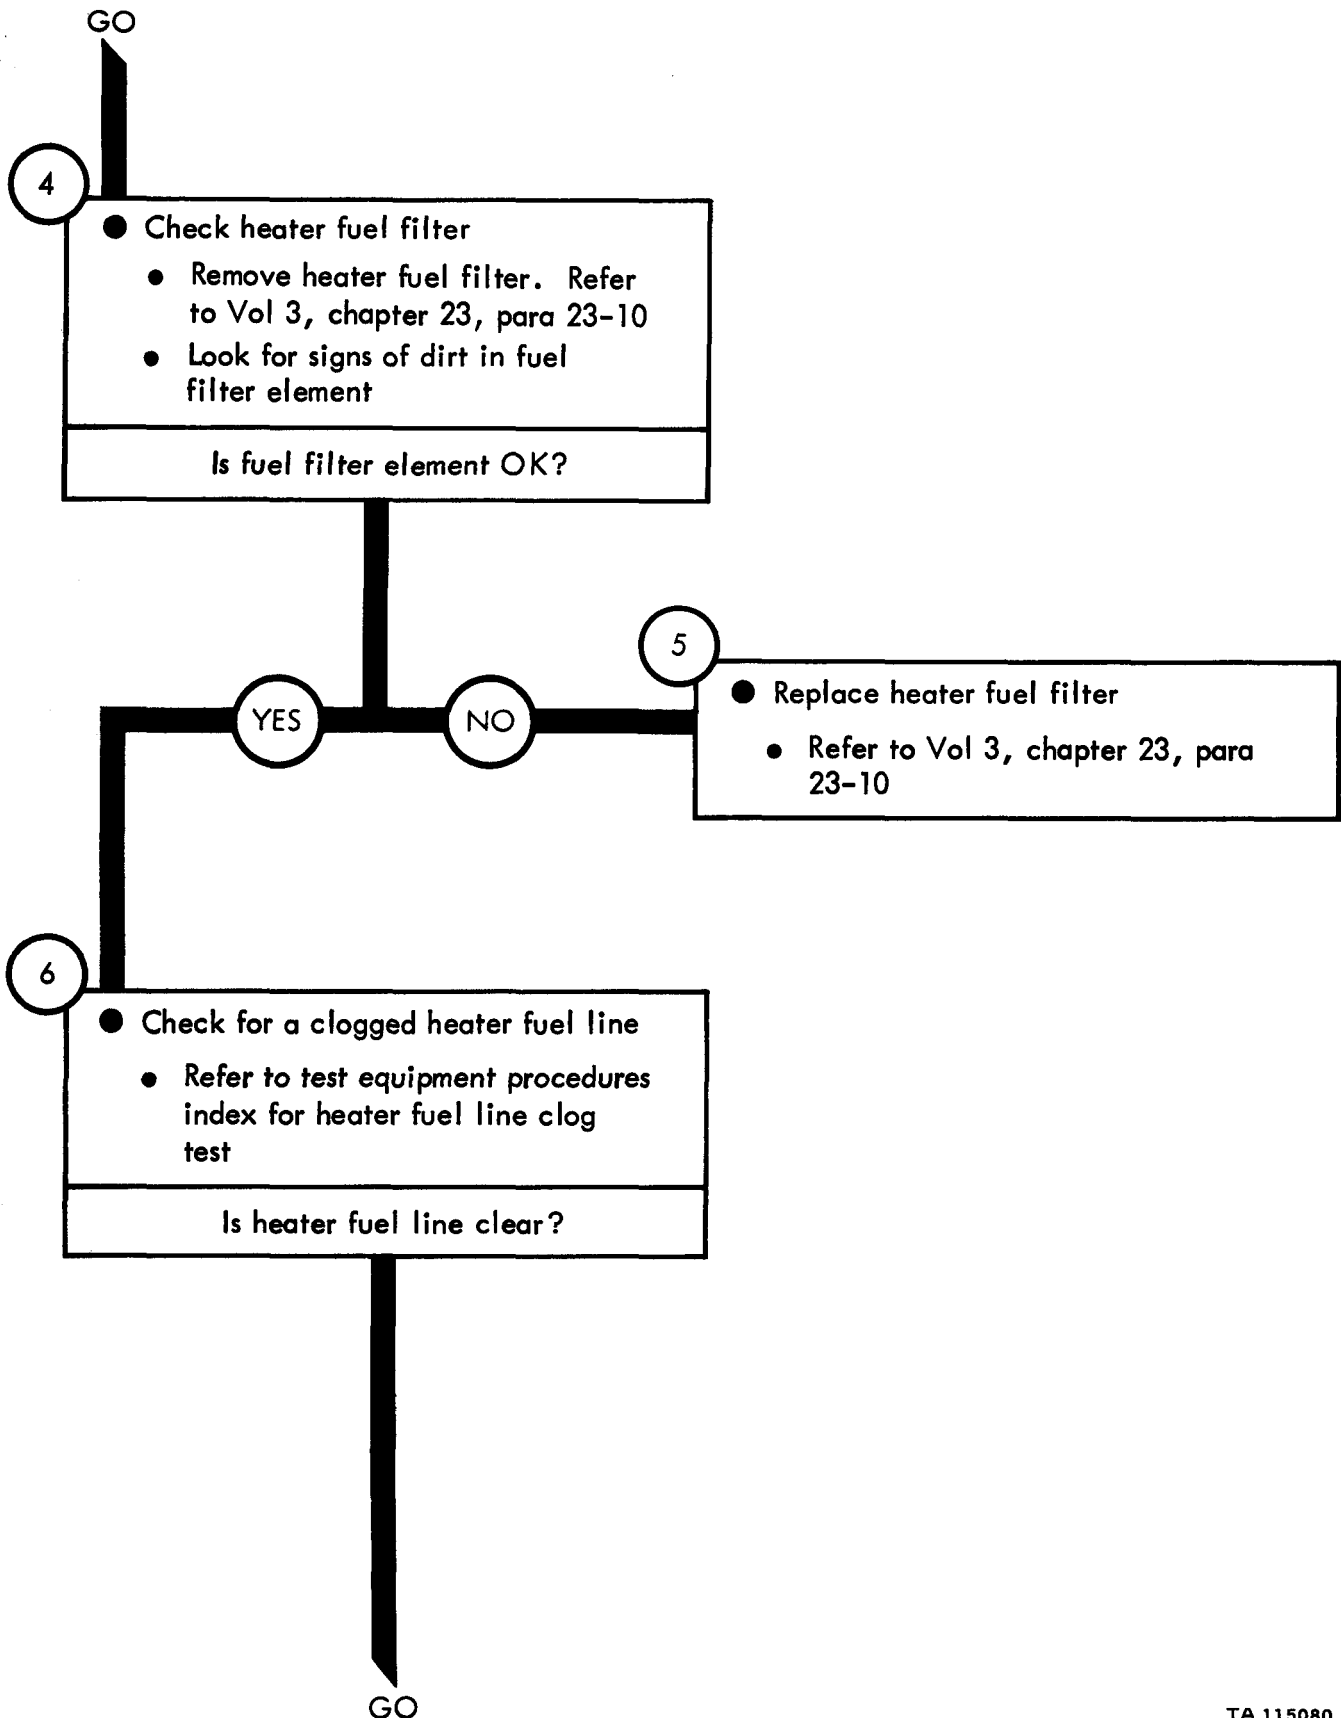 GO
4
● Check heater fuel filter
● Remove heater fuel filter. Refer
to Vol 3, chapter 23, para 23-10
● Look for signs of dirt in fuel
filter element
Is fuel filter element OK?
YES
NO
5
● Replace heater fuel filter
● Refer to Vol 3, chapter 23, para
23-10
6
● Check for a clogged heater fuel line
● Refer to test equipment procedures
index for heater fuel line clog
test
Is heater fuel line clear?
GO
TA 115080